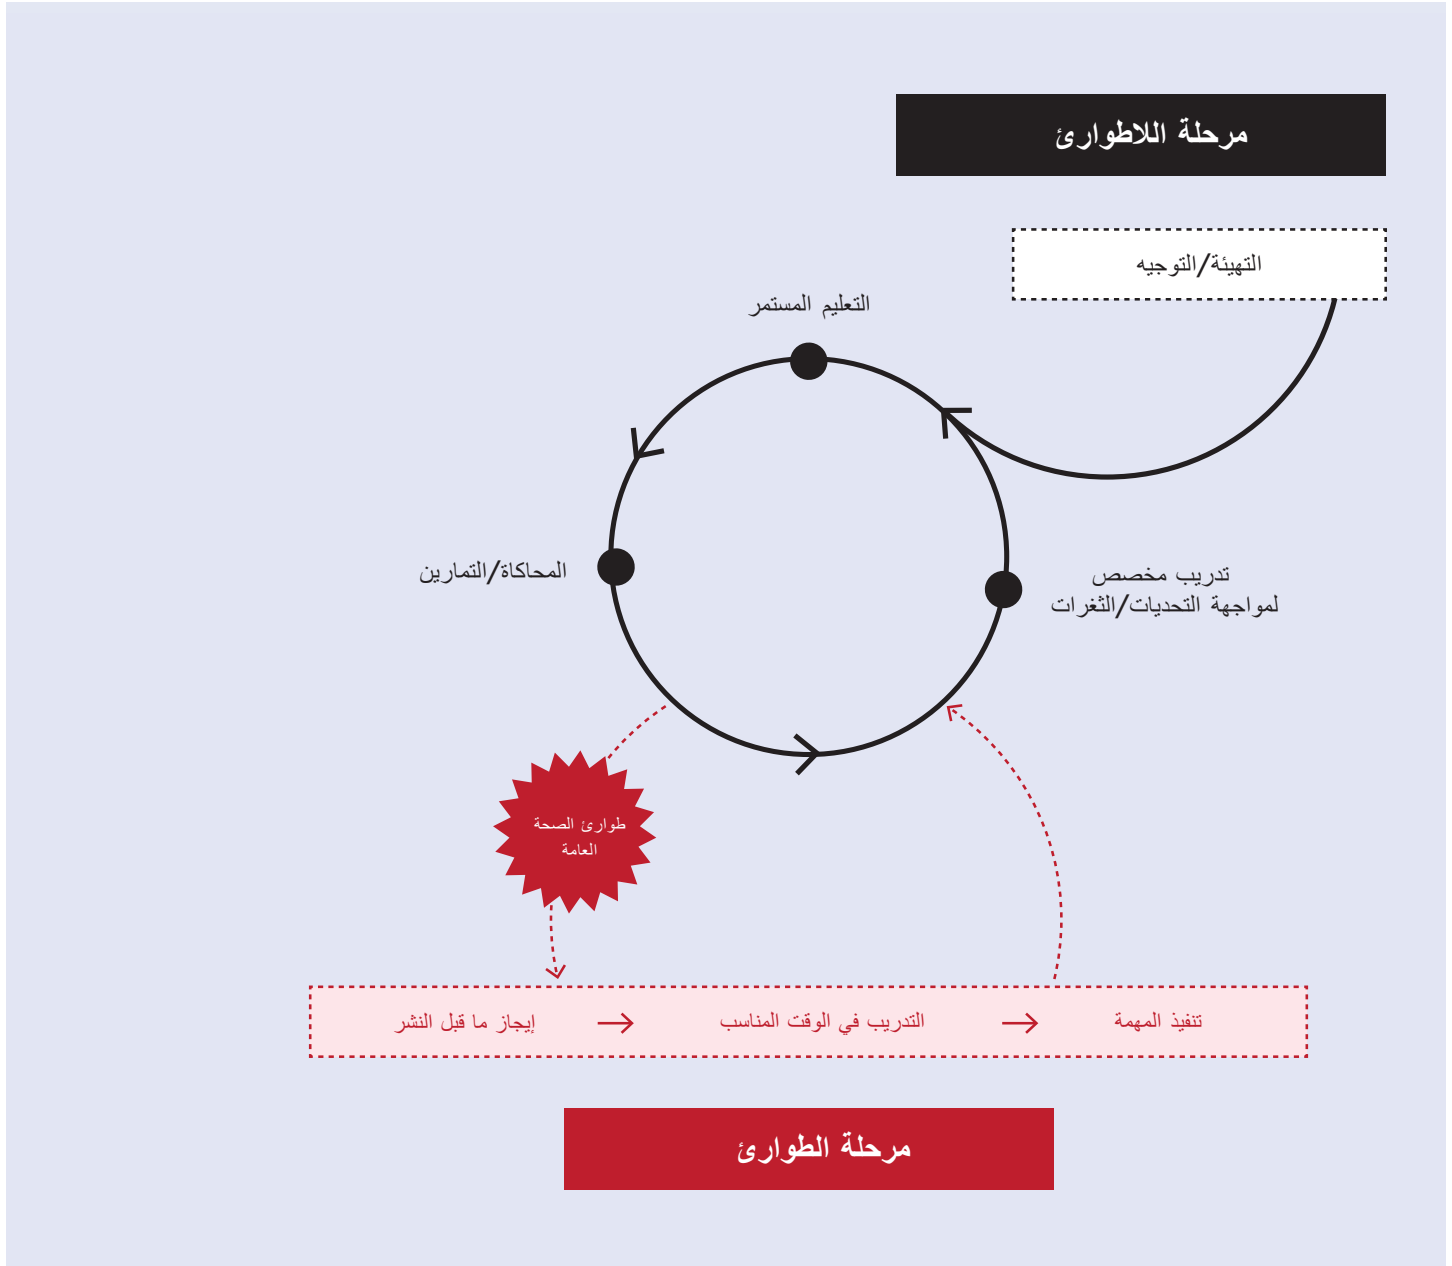 مرحلة اللاطوارئ
التهيئة/التوجيه
التعليم المستمر
المحاكاة/التمارين
تدريب مخصص
لمواجهة التحديات/الثغرات
طوارئ الصحة
العامة
إيجاز ما قبل النشر
التدريب في الوقت المناسب
تنفيذ المهمة
مرحلة الطوارئ